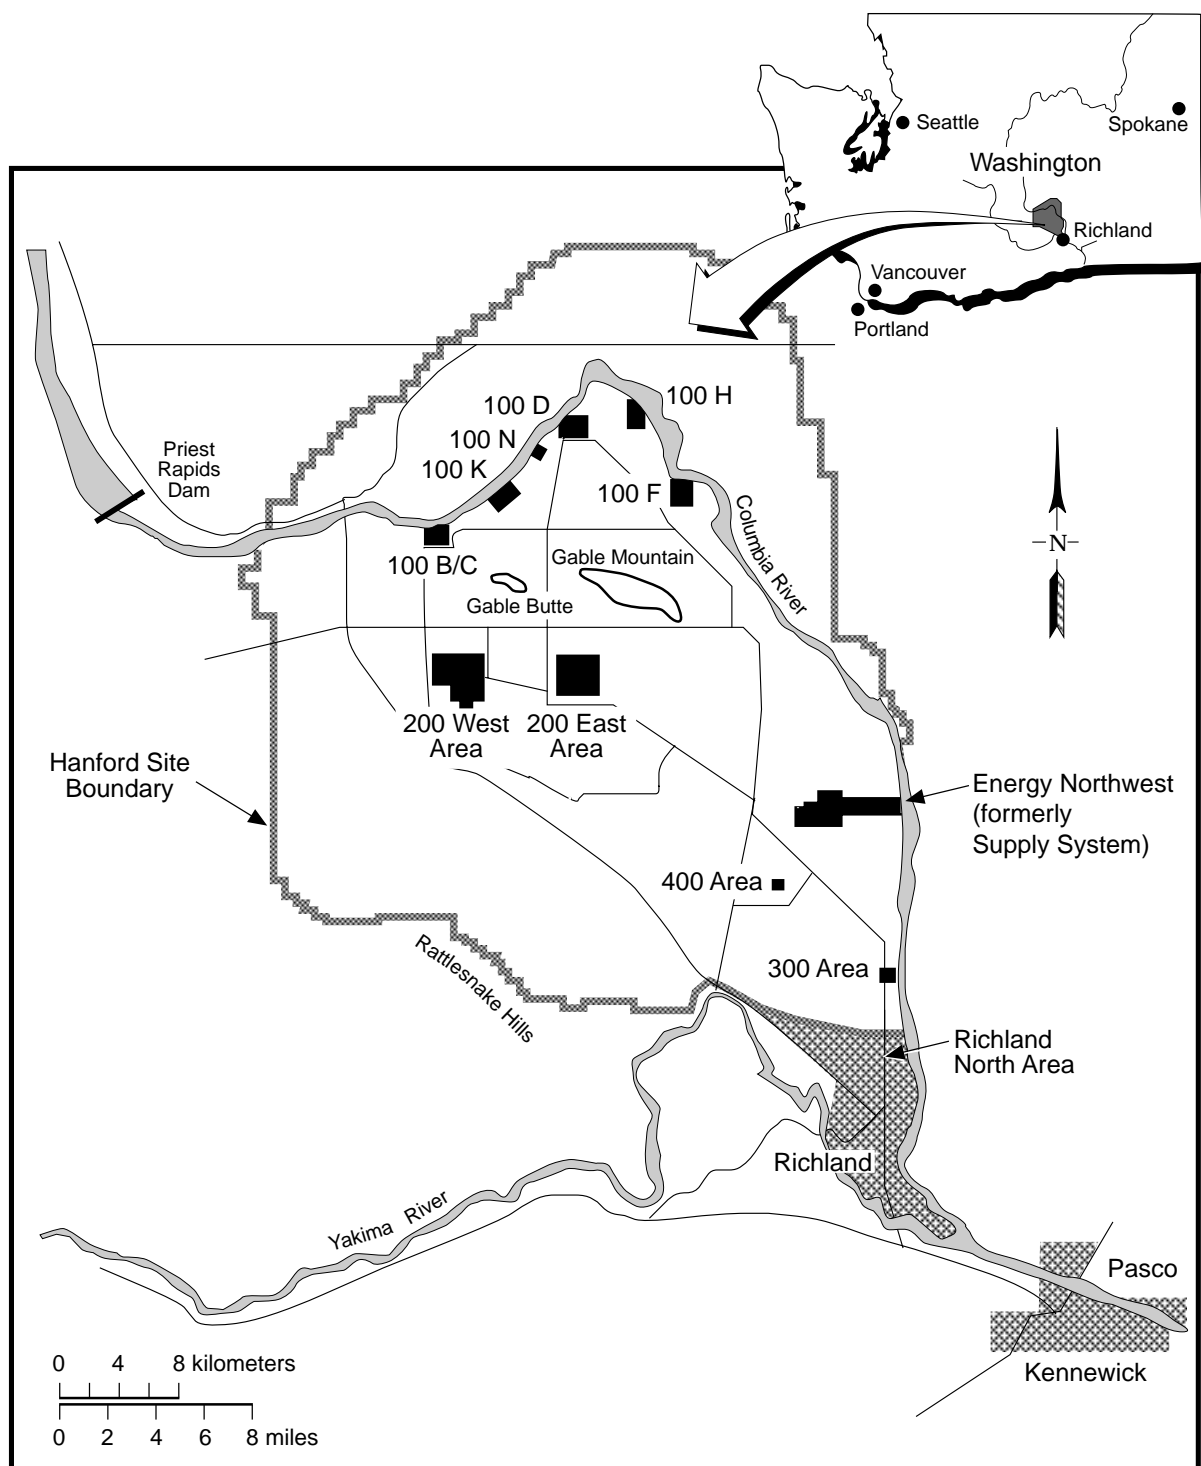 Seattle
Spokane
Washington
Richland
Vancouver
Portland
100 H
100 D
100 N
100 K
100 F
Priest
Rapids
Dam
Columbia River
N
100 B/C
Gable Mountain
Gable Butte
200 West
Area
200 East
Area
Hanford Site
Boundary
Energy Northwest
(formerly
Supply System)
400 Area
300 Area
Rattlesnake Hills
Richland
North Area
Richland
Yakima River
Pasco
Kennewick
0 4 8 kilometers
0 2 4 6 8 miles